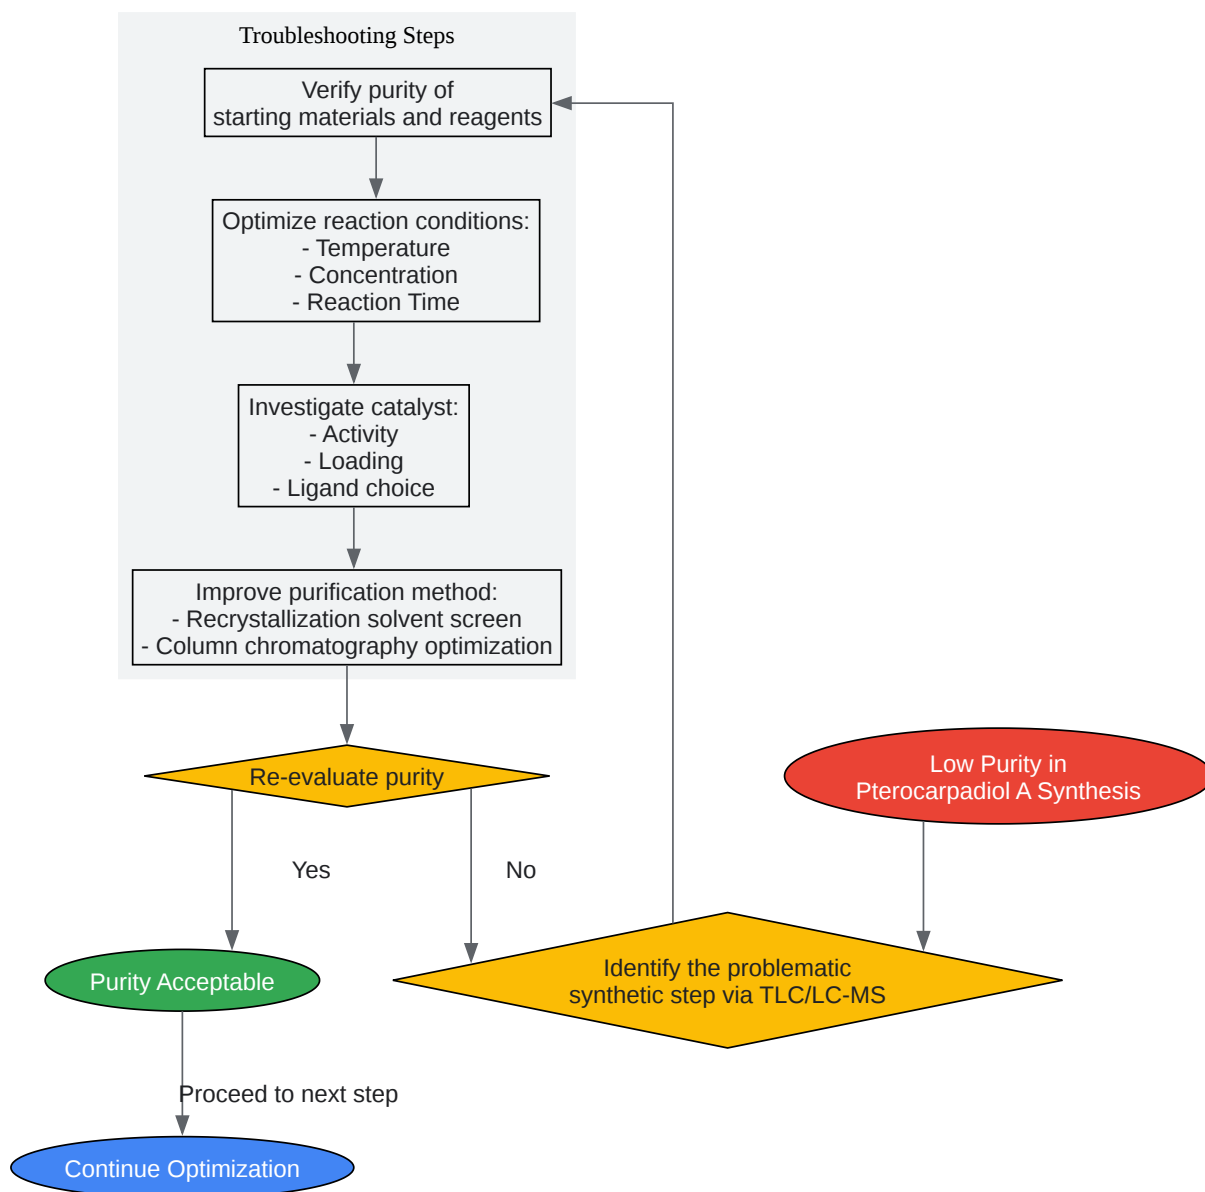 Troubleshooting Steps
Verify purity of
starting materials and reagents
Optimize reaction conditions:
- Temperature
- Concentration
- Reaction Time
Investigate catalyst:
- Activity
- Loading
- Ligand choice
Improve purification method:
- Recrystallization solvent screen
- Column chromatography optimization
Re-evaluate purity
Low Purity in
Pterocarpadiol A Synthesis
Yes
No
Identify the problematic
synthetic step via TLC/LC-MS
Purity Acceptable
Proceed to next step
Continue Optimization